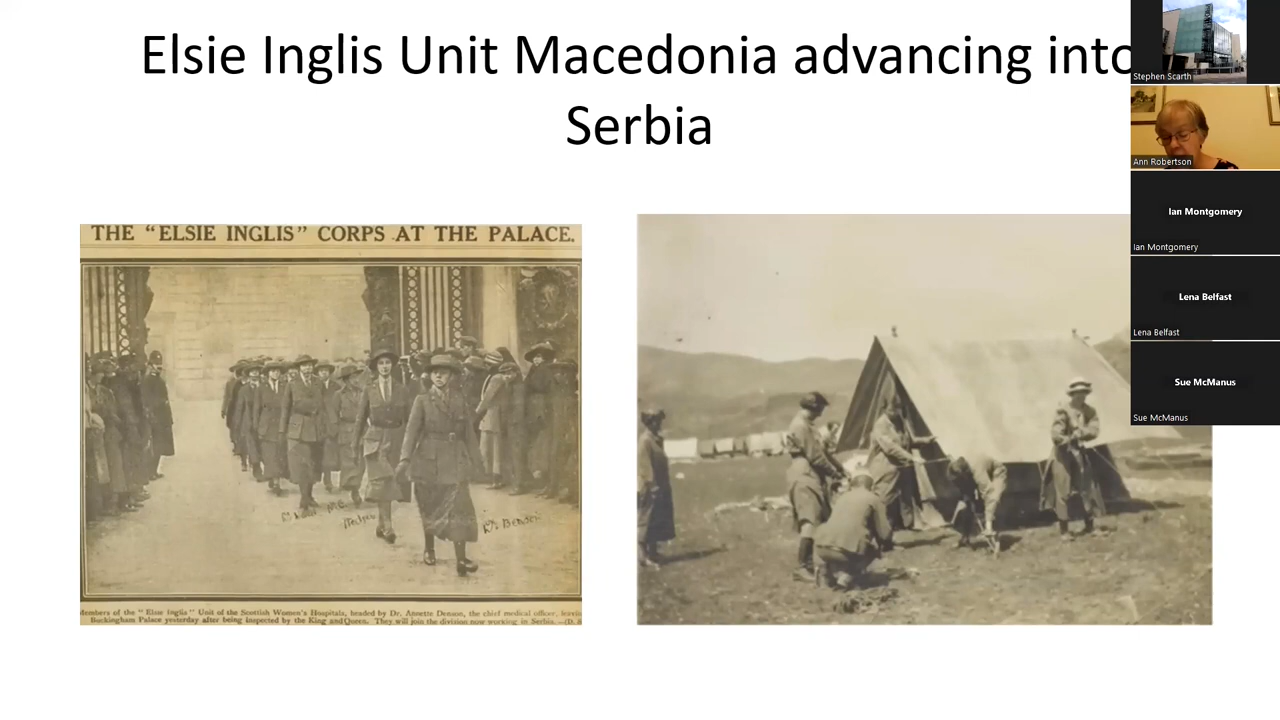 Elsie Inglis Unit Macedonia advancing into
Serbia
THE “ELSIE INGLIS” CORPS AT THE PALACE.
Dr Benson
Members of the “Elsie Inglis” Unit of the Scottish Women's Hospitals, headed by Dr. Annette Benson, the chief medical officer,
Buckingham Palace yesterday after being inspected by the King and Queen. They will join the division now working in Serbia.
Stephen Scarth
Ann Robertson
Ian Montgomery
Ian Montgomery
Lena Belfast
Lena Belfast
Sue McManus
Sue McManus